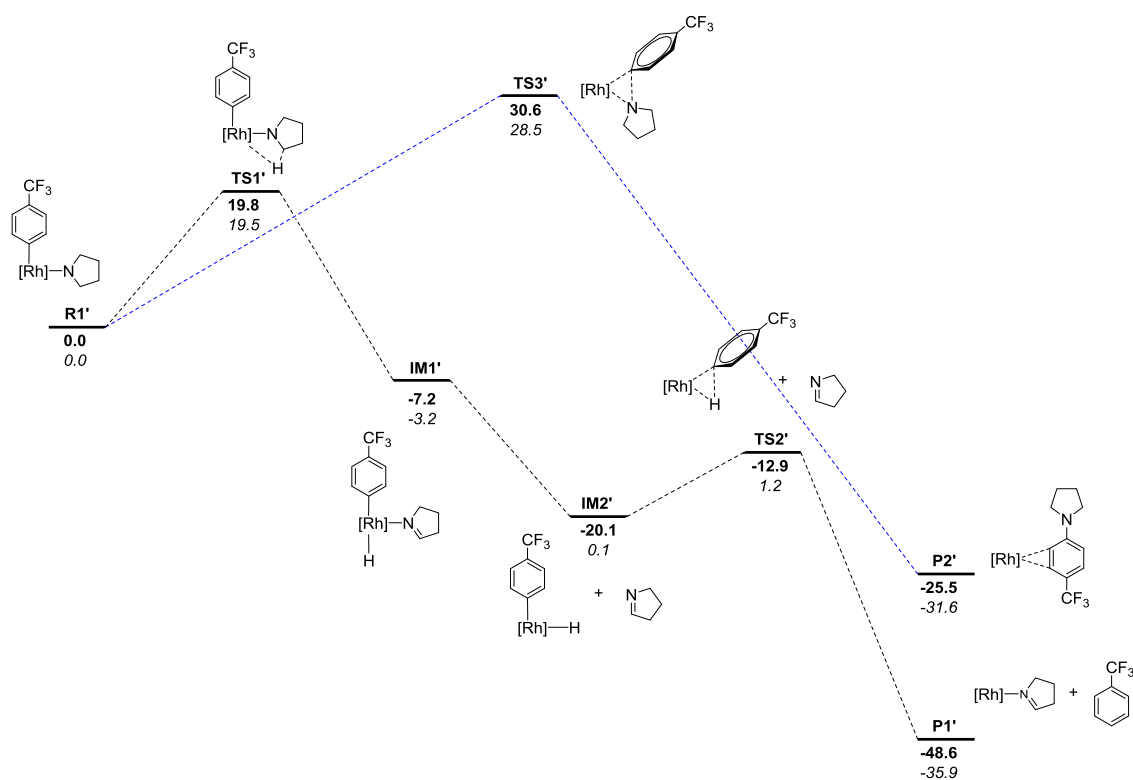 CF₃
[Rh]
N
TS3'
30.6
28.5
CF₃
[Rh]
N
H
TS1'
19.8
19.5
CF₃
[Rh]
N
R1'
0.0
0.0
CF₃
[Rh]
H
+
N
IM1'
-7.2
-3.2
CF₃
[Rh]
N
H
TS2'
-12.9
1.2
IM2'
-20.1
0.1
CF₃
[Rh]
H
+
N
N
[Rh]
CF₃
P2'
-25.5
-31.6
CF₃
[Rh]
N
+
P1'
-48.6
-35.9